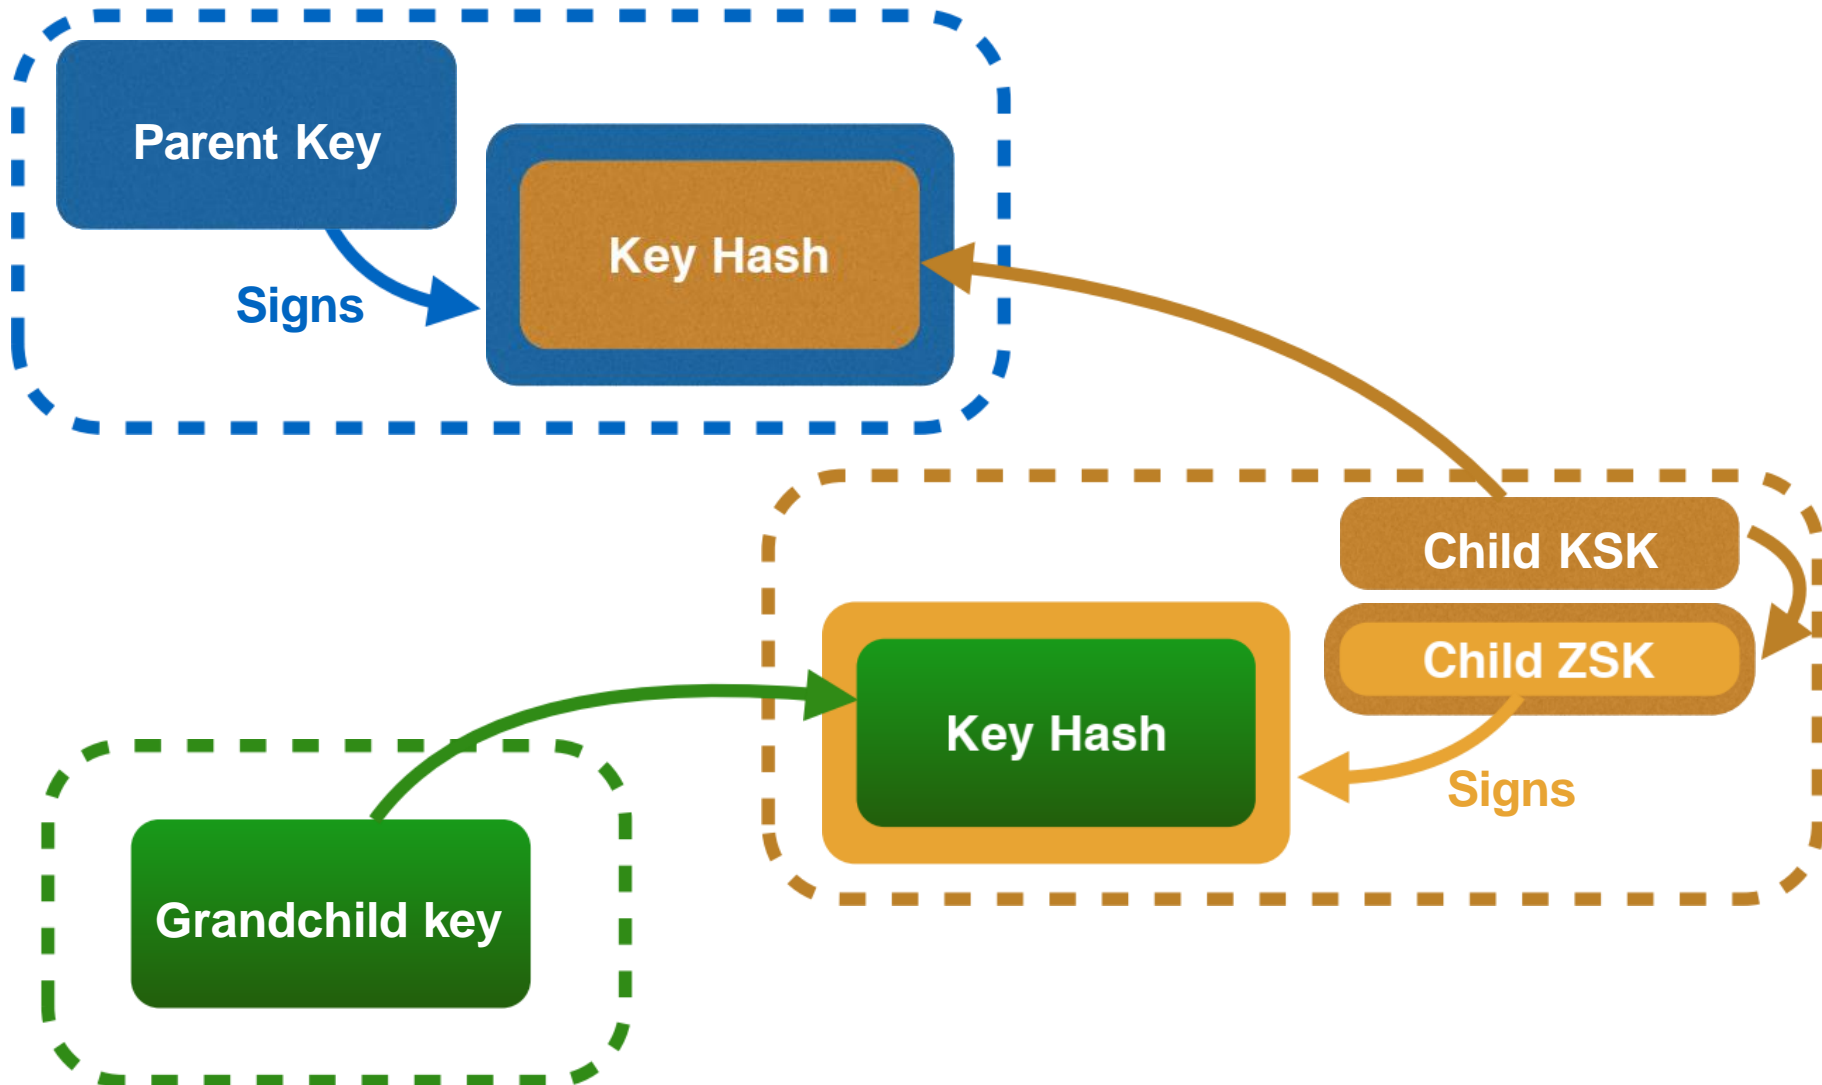 Parent Key
Key Hash
Signs
Child KSK
Child ZSK
Key Hash
Signs
Grandchild key